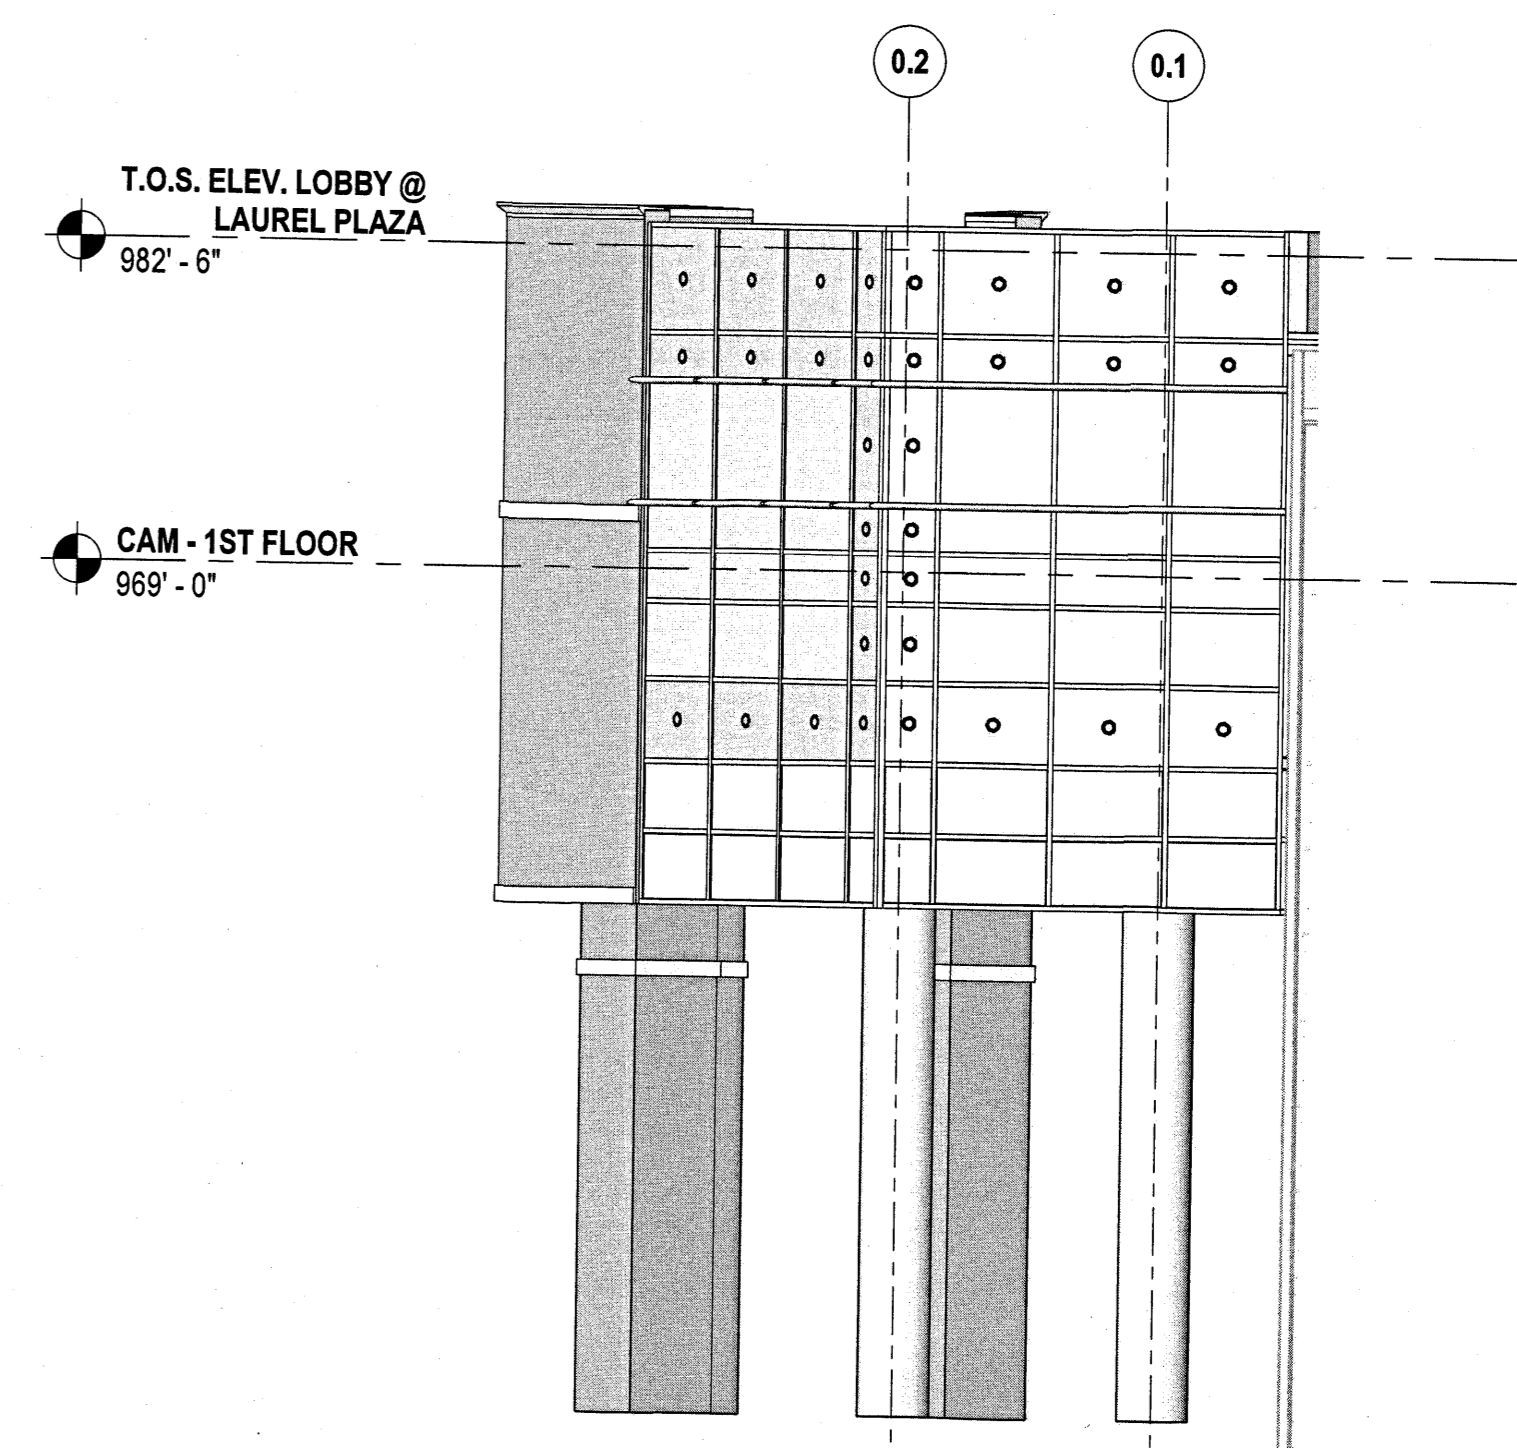 0.2
0.1
T.O.S. ELEV. LOBBY @
LAUREL PLAZA
982' - 6"
CAM - 1ST FLOOR
969' - 0"